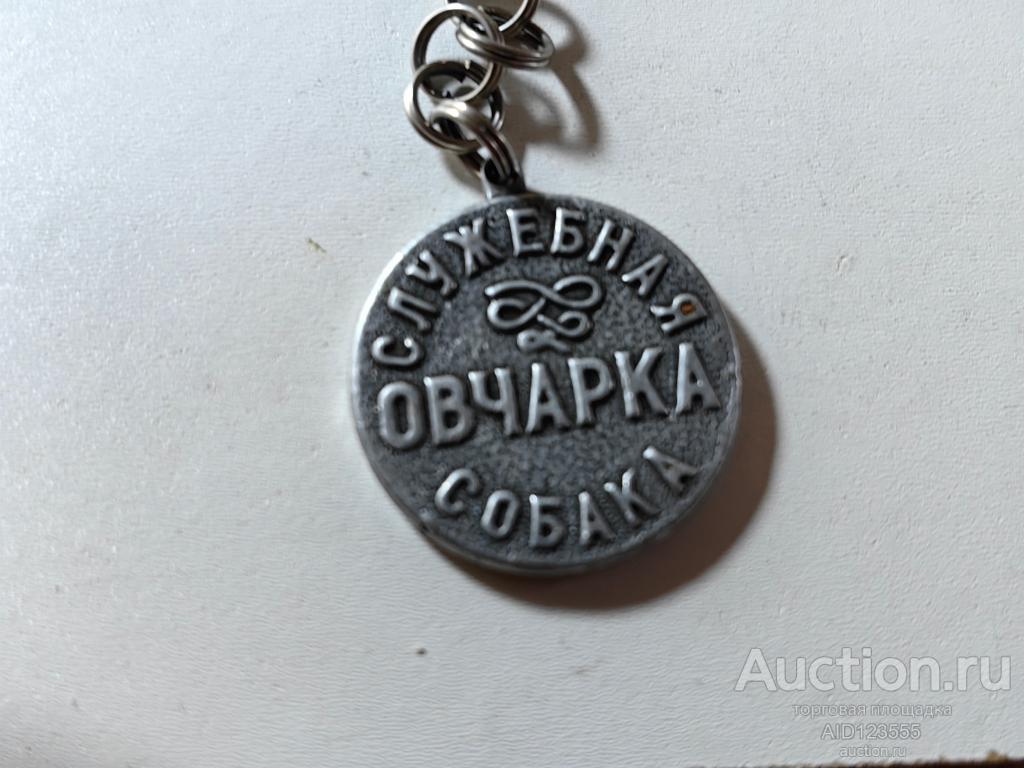 СЛУЖЕБНАЯ
ОВЧАРКА
СОБАКА
Auction.ru
торговая площадка
AID123555
auction.ru